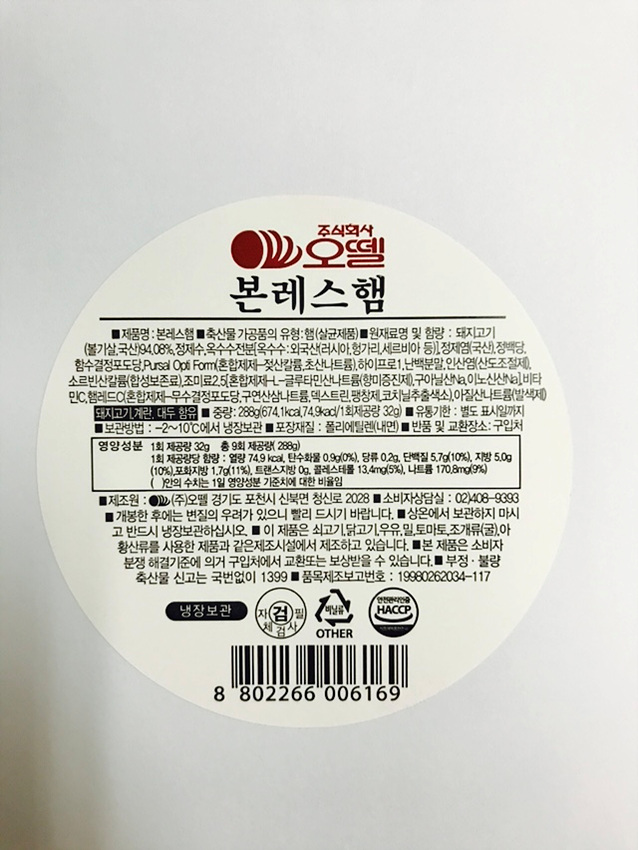 주식회사
오뗄
본레스햄
■제품명:본레스햄 ■축산물 가공품의 유형:햄(살균제품) ■원재료명 및 함량 : 돼지고기
(볼기살,국산)94.08%,정제수,옥수수전분[옥수수:외국산(러시아,헝가리,세르비아 등)],정제염(국산),정백당,
함수결정포도당,Pursal Opti Form(혼합제제-젖산칼륨,초산나트륨),하이프로1,난백분말,인산염(산도조절제),
소르빈산칼륨(합성보존료),조미료2.5[혼합제제-L-글루타민산나트륨(향미증진제),구아닐산Na,이노신산Na],비타
민C,햄레드C(혼합제제-무수결정포도당,구연산삼나트륨,덱스트린,팽창제,코치닐추출색소),아질산나트륨(발색제)
돼지고기,계란, 대두 함유 ■ 중량: 288g(674.1kcal,74.9kal/1회제공량 32g) ■유통기한 : 별도 표시일까지
■보관방법 : -2~10℃에서 냉장보관 ■포장재질 : 폴리에틸렌(내면) ■ 반품 및 교환장소: 구입처
영양성분 1회 제공량 32g 총 9회 제공량( 288g)
1회 제공량당 함량 : 열량 74.9 kcal, 탄수화물 0.9g(0%), 당류 0.2g, 단백질 5.7g(10%), 지방 5.0g
(10%),포화지방 1.7g(11%), 트랜스지방 0g, 콜레스테롤 13.4mg(5%), 나트륨 170.8mg(9%)
( )안의 수치는 1일 영양성분 기준치에 대한 비율임
■제조원 : (주)오뗄 경기도 포천시 신북면 청신로 2028 ■소비자상담실 : 02)408-9393
■개봉한 후에는 변질의 우려가 있으니 빨리 드시기 바랍니다. ■상온에서 보관하지 마시
고 반드시 냉장보관하십시오. ■ 이 제품은 쇠고기,닭고기,우유,밀,토마토,조개류(굴),아
황산류를 사용한 제품과 같은제조시설에서 제조하고 있습니다. ■본 제품은 소비자
분쟁 해결기준에 의거 구입처에서 교환또는 보상받을 수 있습니다. ■ 부정·불량
축산물 신고는 국번없이 1399 ■품목제조보고번호 : 19980262034-117
냉장보관
자체검사필
검
비닐류
OTHER
안전관리인증
HACCP
8 802266 006169